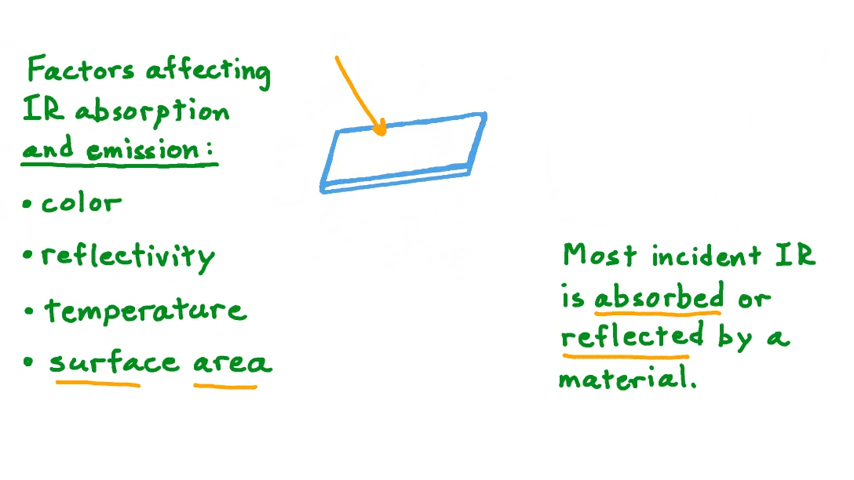 Factors affecting
IR absorption
and emission:
• color
• reflectivity
• temperature
• surface area
Most incident IR
is absorbed or
reflected by a
material.